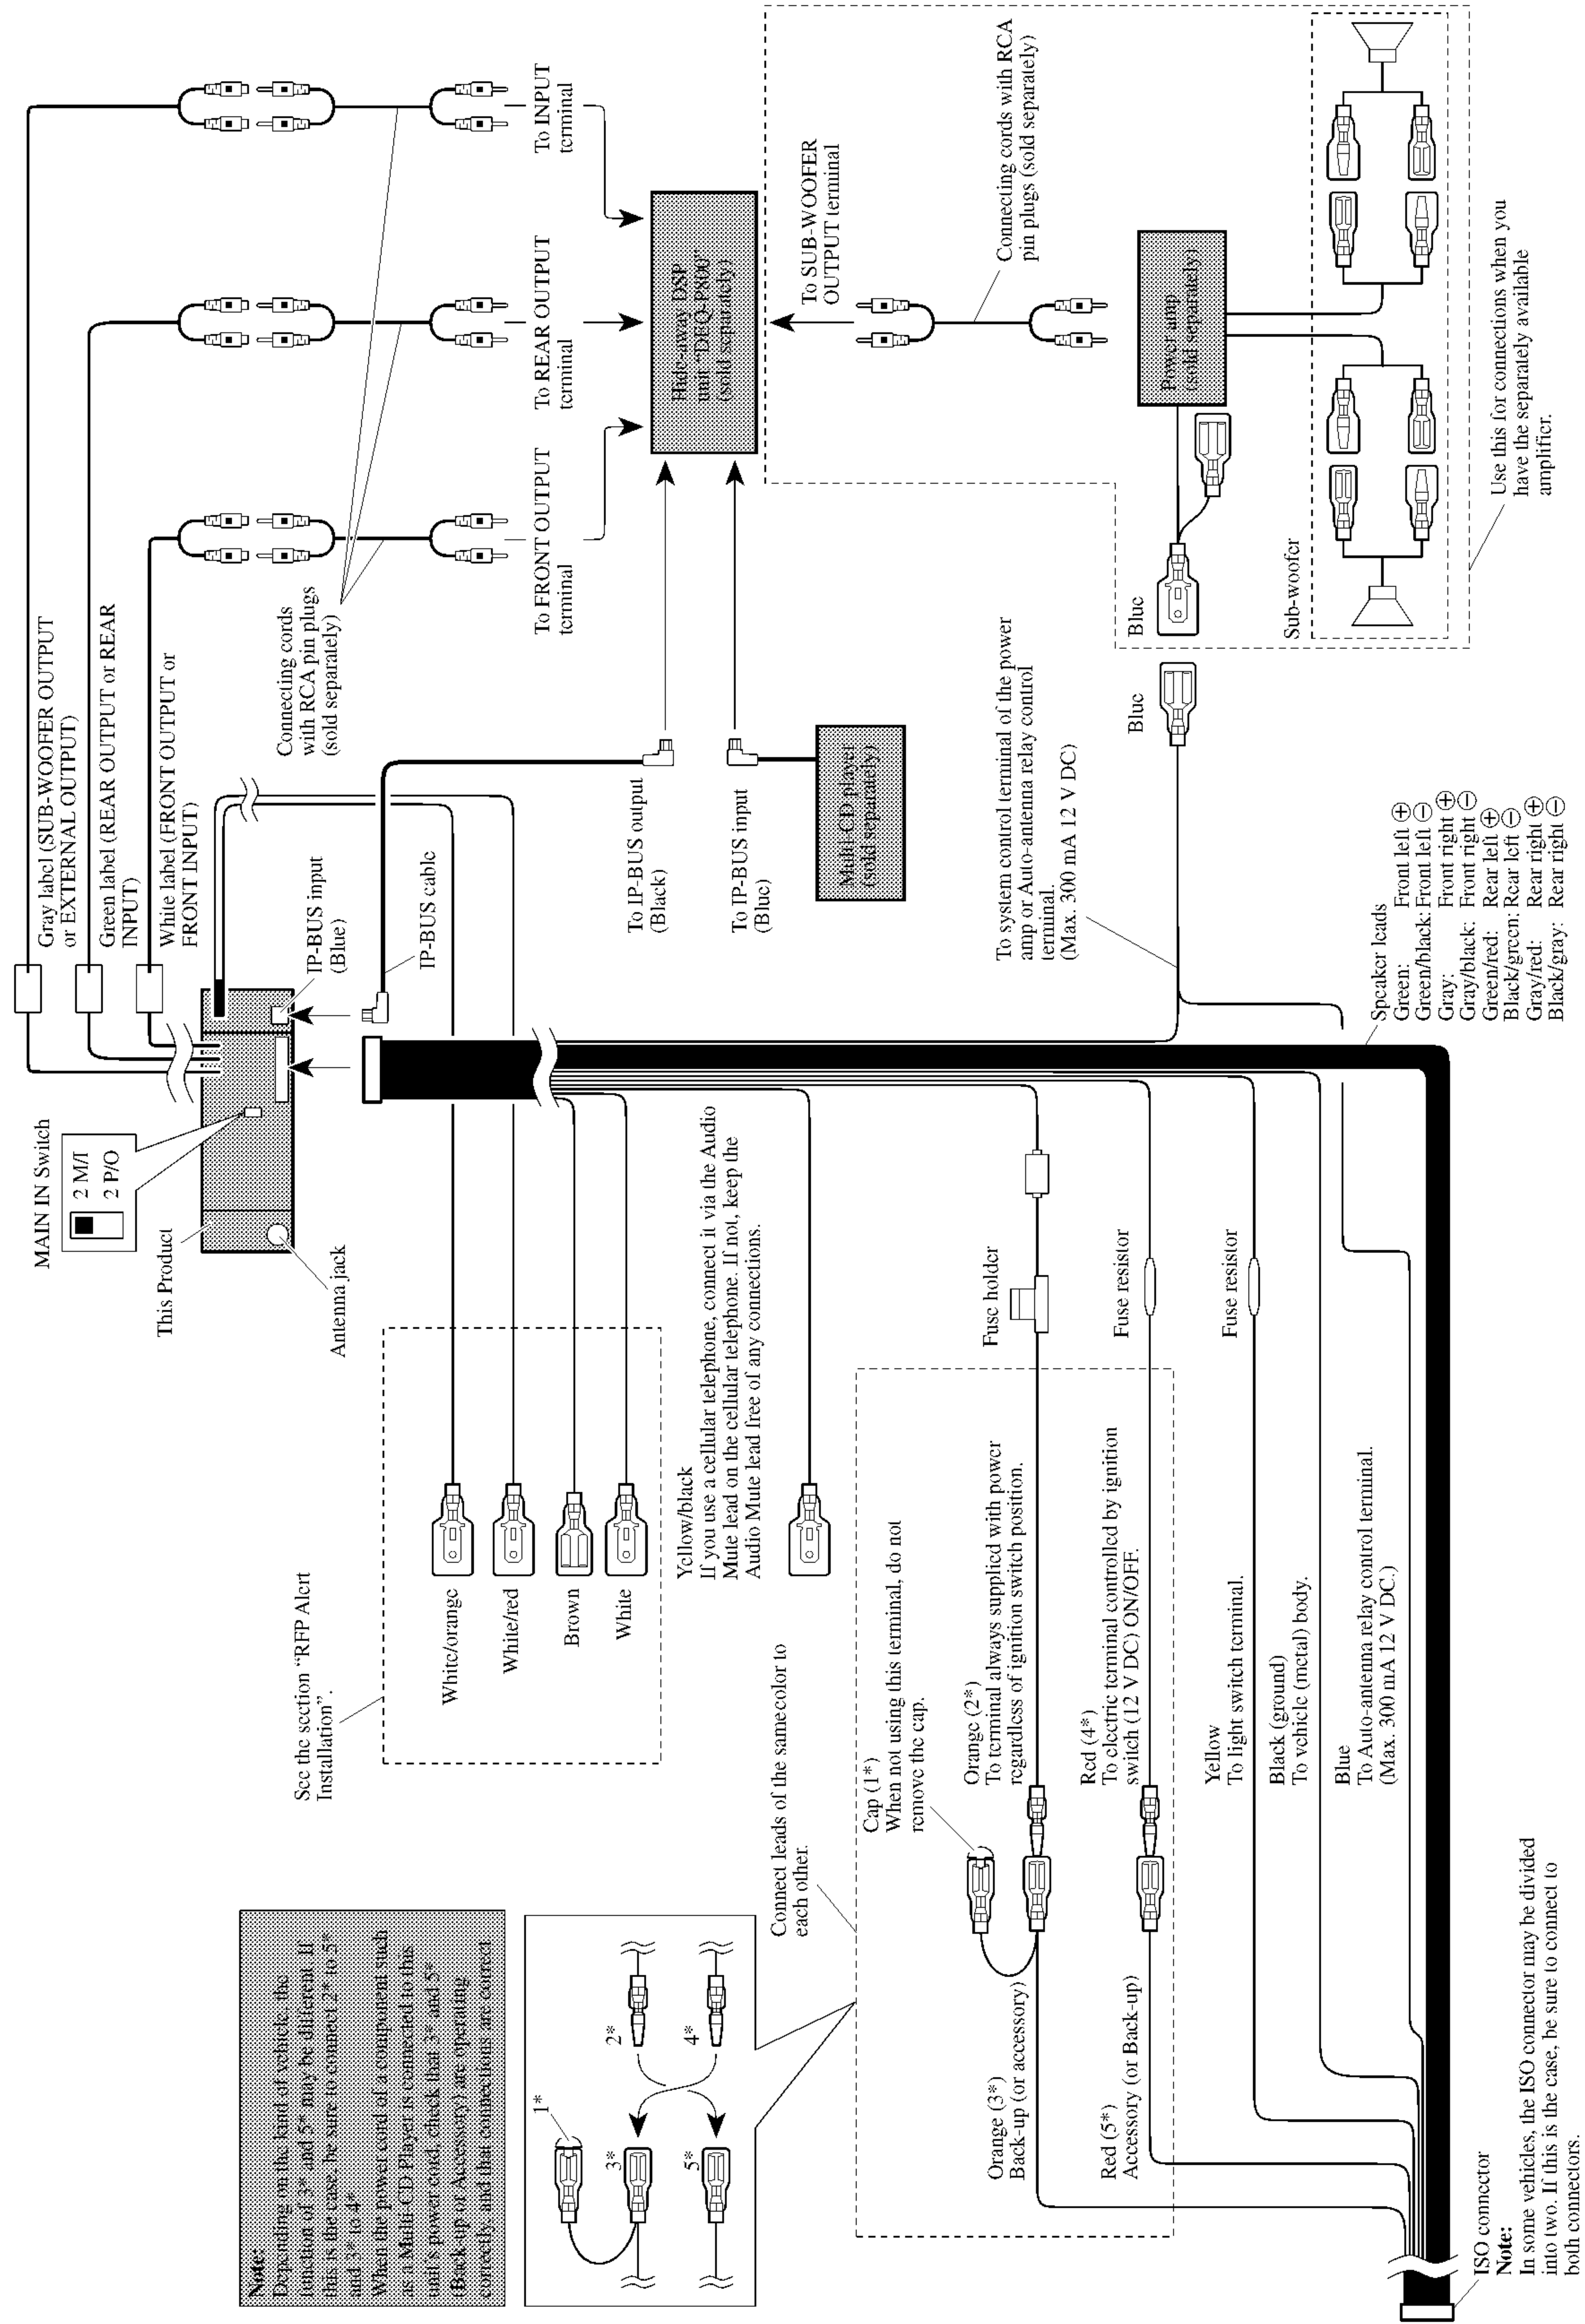 Gray label (SUB-WOOFER OUTPUT
or EXTERNAL OUTPUT)
Green label (REAR OUTPUT or REAR
INPUT)
White label (FRONT OUTPUT or
FRONT INPUT)
MAIN IN Switch
2 M/I
2 P/O
This Product
Antenna jack
IP-BUS input
(Blue)
IP-BUS cable
Connecting cords
with RCA pin plugs
(sold separately)
To INPUT
terminal
To REAR OUTPUT
terminal
To FRONT OUTPUT
terminal
Hide-away DSP
unit “DEQ-P800”
(sold separately)
To IP-BUS output
(Black)
To IP-BUS input
(Blue)
Multi-CD player
(sold separately)
To SUB-WOOFER
OUTPUT terminal
Connecting cords with RCA
pin plugs (sold separately)
Power amp
(sold separately)
Blue
Blue
Sub-woofer
Use this for connections when you
have the separately available
amplifier.
To system control terminal of the power
amp or Auto-antenna relay control
terminal.
(Max. 300 mA 12 V DC)
Speaker leads
Green: Front left ⊕
Green/black: Front left ⊖
Gray: Front right ⊕
Gray/black: Front right ⊖
Green/red: Rear left ⊕
Black/green: Rear left ⊖
Gray/red: Rear right ⊕
Black/gray: Rear right ⊖
See the section “RFP Alert
Installation”.
White/orange
White/red
Brown
White
Yellow/black
If you use a cellular telephone, connect it via the Audio
Mute lead on the cellular telephone. If not, keep the
Audio Mute lead free of any connections.
Fuse holder
Fuse resistor
Fuse resistor
Connect leads of the samecolor to
each other.
Cap (1*)
When not using this terminal, do not
remove the cap.
Orange (2*)
To terminal always supplied with power
regardless of ignition switch position.
Red (4*)
To electric terminal controlled by ignition
switch (12 V DC) ON/OFF.
Yellow
To light switch terminal.
Black (ground)
To vehicle (metal) body.
Blue
To Auto-antenna relay control terminal.
(Max. 300 mA 12 V DC.)
Note:
Depending on the kind of vehicle, the
function of 3* and 5* may be different. If
this is the case, be sure to connect 2* to 5*
and 3* to 4*
When the power cord of a component such
as a Multi-CD Player is connected to this
unit's power cord, check that 3* and 5*
(Back-up or Accessory) are operating
correctly, and that connections are correct.
1*
2*
3*
4*
5*
Orange (3*)
Back-up (or accessory)
Red (5*)
Accessory (or Back-up)
ISO connector
Note:
In some vehicles, the ISO connector may be divided
into two. If this is the case, be sure to connect to
both connectors.